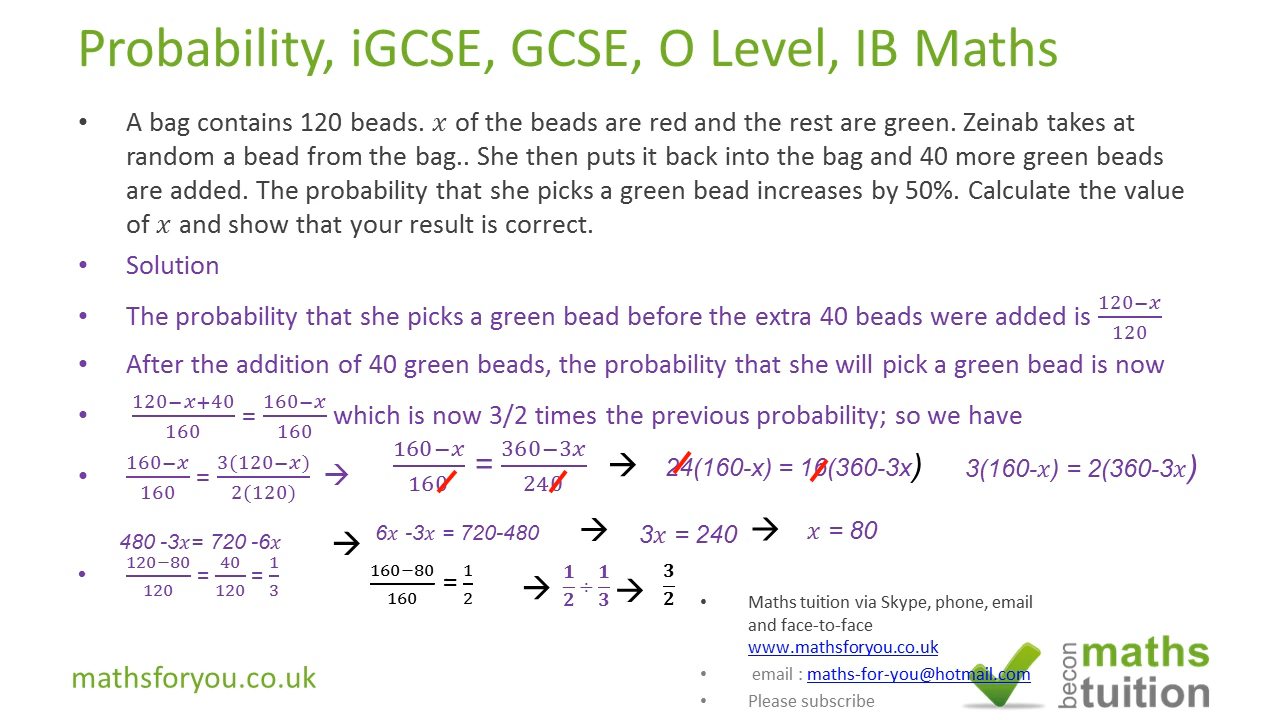 Probability, iGCSE, GCSE, O Level, IB Maths
• A bag contains 120 beads. 𝑥 of the beads are red and the rest are green. Zeinab takes at
random a bead from the bag.. She then puts it back into the bag and 40 more green beads
are added. The probability that she picks a green bead increases by 50%. Calculate the value
of 𝑥 and show that your result is correct.
• Solution
• The probability that she picks a green bead before the extra 40 beads were added is (120−𝑥)/120
• After the addition of 40 green beads, the probability that she will pick a green bead is now
• (120−𝑥+40)/160 = (160−𝑥)/160 which is now 3/2 times the previous probability; so we have
• (160−𝑥)/160 = 3(120−𝑥)/2(120) → (160−𝑥)/160 = (360−3𝑥)/240 → 24(160-x) = 16(360-3x) 3(160-𝑥) = 2(360-3𝑥)
480 -3𝑥= 720 -6𝑥 → 6𝑥 -3𝑥 = 720-480 → 3𝑥 = 240 → 𝑥 = 80
• (120−80)/120 = 40/120 = 1/3 (160−80)/160 = 1/2 → 1/2 ÷ 1/3 → 3/2
• Maths tuition via Skype, phone, email
and face-to-face
www.mathsforyou.co.uk
• email : maths-for-you@hotmail.com
• Please subscribe
mathsforyou.co.uk
becon
maths
tuition